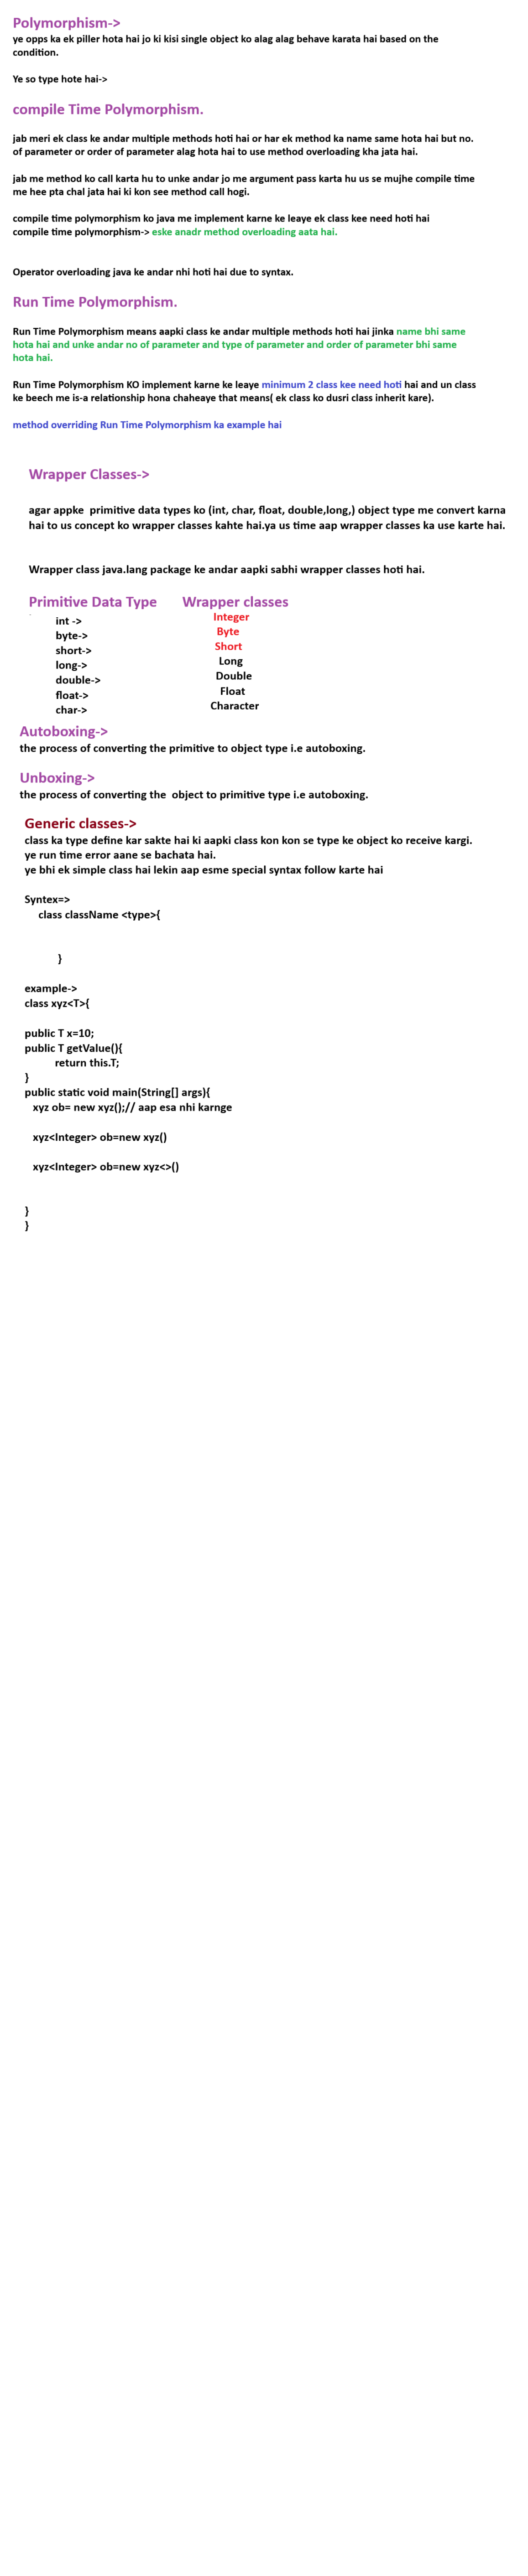 Polymorphism->
ye opps ka ek piller hota hai jo ki kisi single object ko alag alag behave karata hai based on the
condition.
Ye so type hote hai->
compile Time Polymorphism.
jab meri ek class ke andar multiple methods hoti hai or har ek method ka name same hota hai but no.
of parameter or order of parameter alag hota hai to use method overloading kha jata hai.
jab me method ko call karta hu to unke andar jo me argument pass karta hu us se mujhe compile time
me hee pta chal jata hai ki kon see method call hogi.
compile time polymorphism ko java me implement karne ke leaye ek class kee need hoti hai
compile time polymorphism-> eske anadr method overloading aata hai.
Operator overloading java ke andar nhi hoti hai due to syntax.
Run Time Polymorphism.
Run Time Polymorphism means aapki class ke andar multiple methods hoti hai jinka name bhi same
hota hai and unke andar no of parameter and type of parameter and order of parameter bhi same
hota hai.
Run Time Polymorphism KO implement karne ke leaye minimum 2 class kee need hoti hai and un class
ke beech me is-a relationship hona chaheaye that means( ek class ko dusri class inherit kare).
method overriding Run Time Polymorphism ka example hai
Wrapper Classes->
agar appke  primitive data types ko (int, char, float, double,long,) object type me convert karna
hai to us concept ko wrapper classes kahte hai.ya us time aap wrapper classes ka use karte hai.
Wrapper class java.lang package ke andar aapki sabhi wrapper classes hoti hai.
Primitive Data Type Wrapper classes
int -> Integer
byte-> Byte
short-> Short
long-> Long
double-> Double
float-> Float
char-> Character
Autoboxing->
the process of converting the primitive to object type i.e autoboxing.
Unboxing->
the process of converting the  object to primitive type i.e autoboxing.
Generic classes->
class ka type define kar sakte hai ki aapki class kon kon se type ke object ko receive kargi.
ye run time error aane se bachata hai.
ye bhi ek simple class hai lekin aap esme special syntax follow karte hai
Syntex=>
class className <type>{
}
example->
class xyz<T>{
public T x=10;
public T getValue(){
return this.T;
}
public static void main(String[] args){
xyz ob= new xyz();// aap esa nhi karnge
xyz<Integer> ob=new xyz()
xyz<Integer> ob=new xyz<>()
}
}